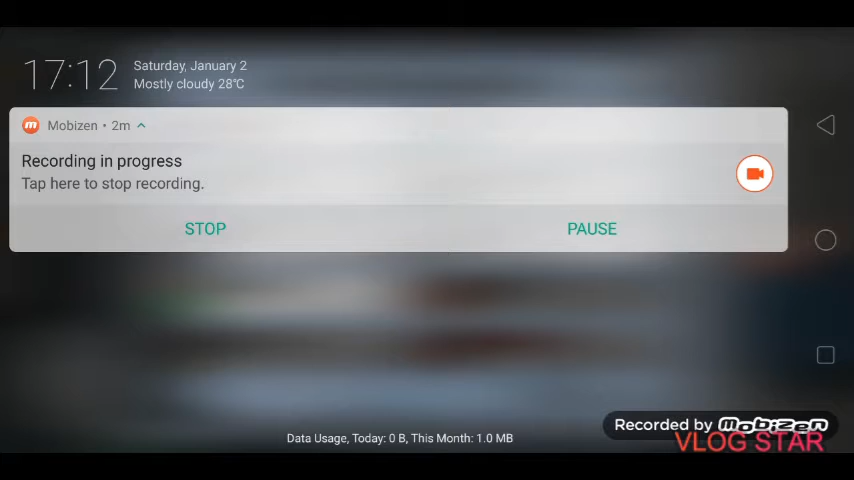 17:12
Saturday, January 2
Mostly cloudy 28°C
m Mobizen • 2m
Recording in progress
Tap here to stop recording.
STOP
PAUSE
Data Usage, Today: 0 B, This Month: 1.0 MB
Recorded by mobizen
VLOG STAR